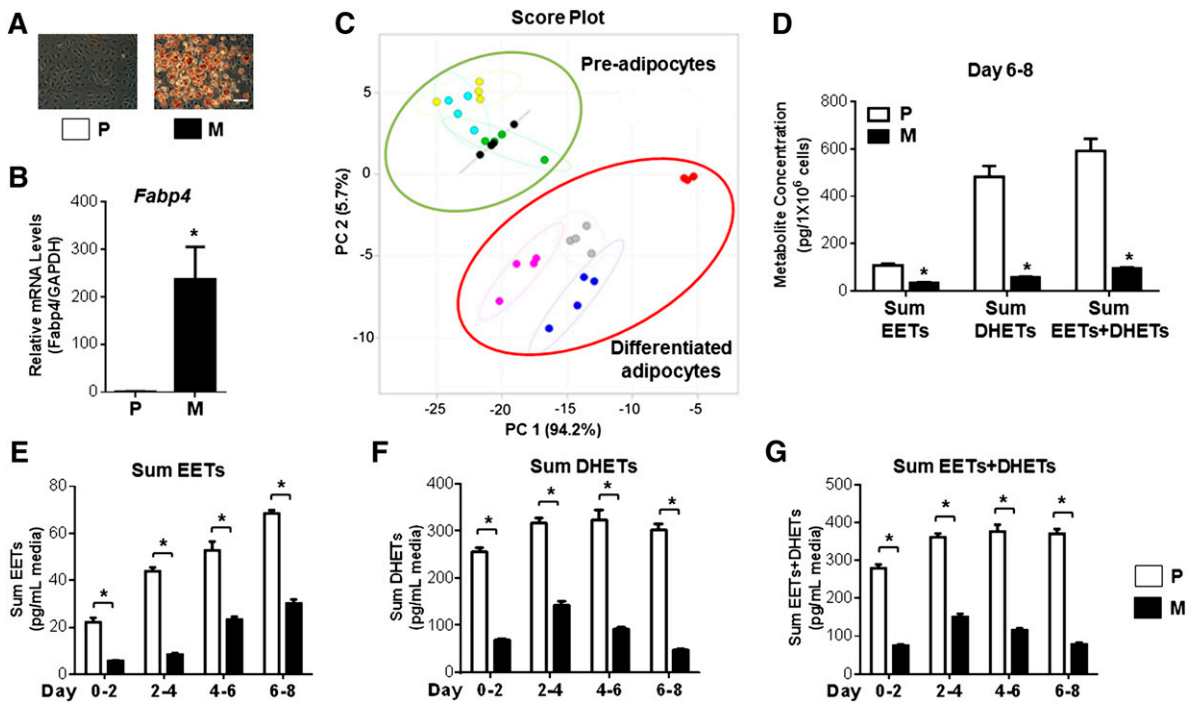 A
P
M
B
Fabp4
Relative mRNA Levels
(Fabp4/GAPDH)
400
300
200
100
0
*
P
M
C
Score Plot
Pre-adipocytes
Differentiated
adipocytes
PC 2 (5.7%)
5
0
-5
-10
-25
-20
-15
-10
-5
PC 1 (94.2%)
D
Day 6-8
P
M
Metabolite Concentration
(pg/1X10⁶ cells)
800
600
400
200
0
*
*
*
Sum
EETs
Sum
DHETs
Sum
EETs+DHETs
E
Sum EETs
Sum EETs
(pg/mL media)
80
60
40
20
0
*
*
*
*
Day
0-2
2-4
4-6
6-8
F
Sum DHETs
Sum DHETs
(pg/mL media)
400
300
200
100
0
*
*
*
*
Day
0-2
2-4
4-6
6-8
G
Sum EETs+DHETs
Sum EETs+DHETs
(pg/mL media)
500
400
300
200
100
0
*
*
*
*
Day
0-2
2-4
4-6
6-8
P
M